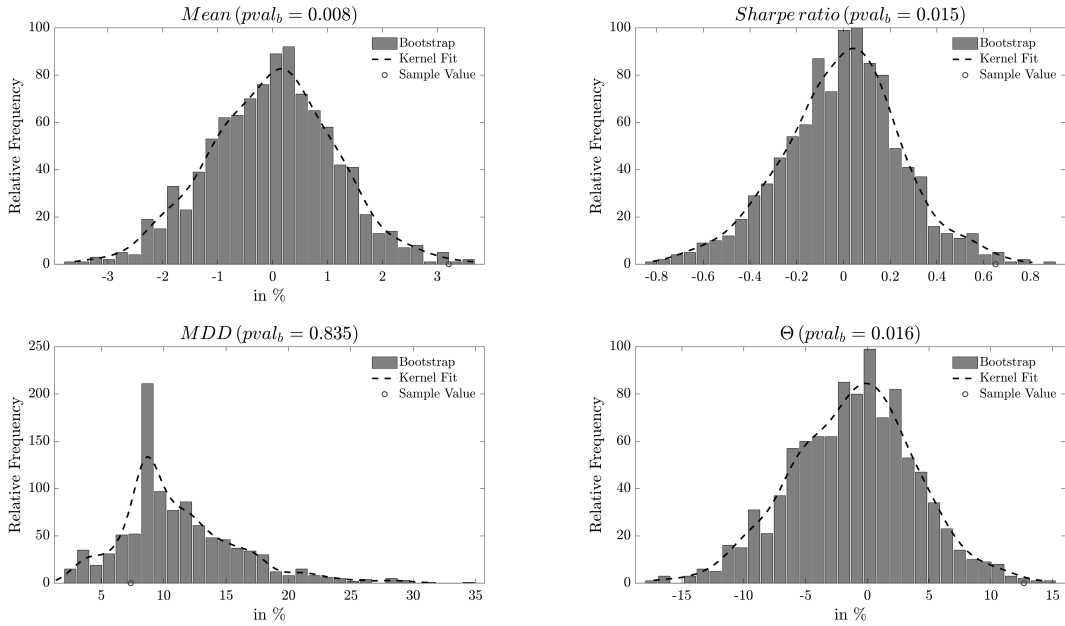 Mean (pval_b = 0.008)
100
80
60
40
20
0
Relative Frequency
Bootstrap
Kernel Fit
Sample Value
-3 -2 -1 0 1 2 3
in %
Sharpe ratio (pval_b = 0.015)
100
80
60
40
20
0
Relative Frequency
Bootstrap
Kernel Fit
Sample Value
-0.8 -0.6 -0.4 -0.2 0 0.2 0.4 0.6 0.8
MDD (pval_b = 0.835)
250
200
150
100
50
0
Relative Frequency
Bootstrap
Kernel Fit
Sample Value
5 10 15 20 25 30 35
in %
Θ (pval_b = 0.016)
100
80
60
40
20
0
Relative Frequency
Bootstrap
Kernel Fit
Sample Value
-15 -10 -5 0 5 10 15
in %